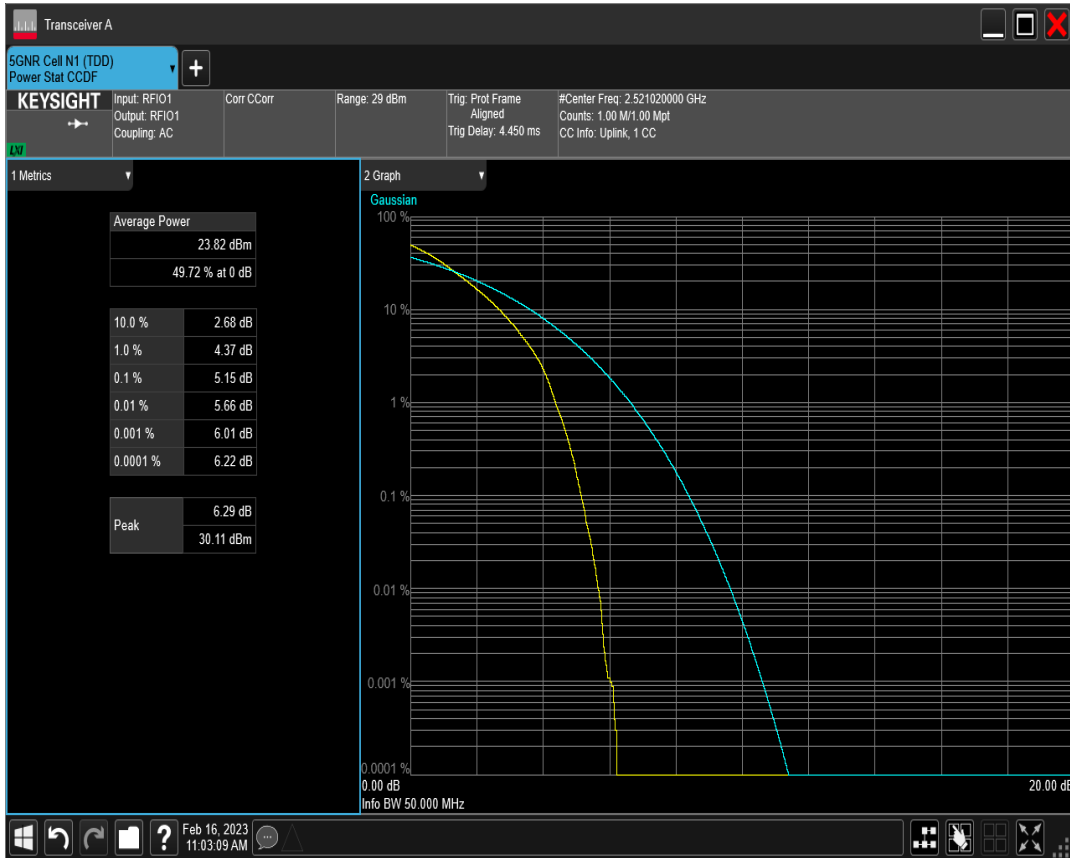 Transceiver A
5GNR Cell N1 (TDD)
Power Stat CCDF
+
KEYSIGHT
LXI
Input: RFIO1
Output: RFIO1
Coupling: AC
Corr CCorr
Range: 29 dBm
Trig: Prot Frame
Aligned
Trig Delay: 4.450 ms
#Center Freq: 2.521020000 GHz
Counts: 1.00 M/1.00 Mpt
CC Info: Uplink, 1 CC
1 Metrics
Average Power
23.82 dBm
49.72 % at 0 dB
10.0 % 2.68 dB
1.0 % 4.37 dB
0.1 % 5.15 dB
0.01 % 5.66 dB
0.001 % 6.01 dB
0.0001 % 6.22 dB
Peak
6.29 dB
30.11 dBm
2 Graph
Gaussian
100 %
10 %
1 %
0.1 %
0.01 %
0.001 %
0.0001 %
0.00 dB 20.00 dB
Info BW 50.000 MHz
?
Feb 16, 2023
11:03:09 AM